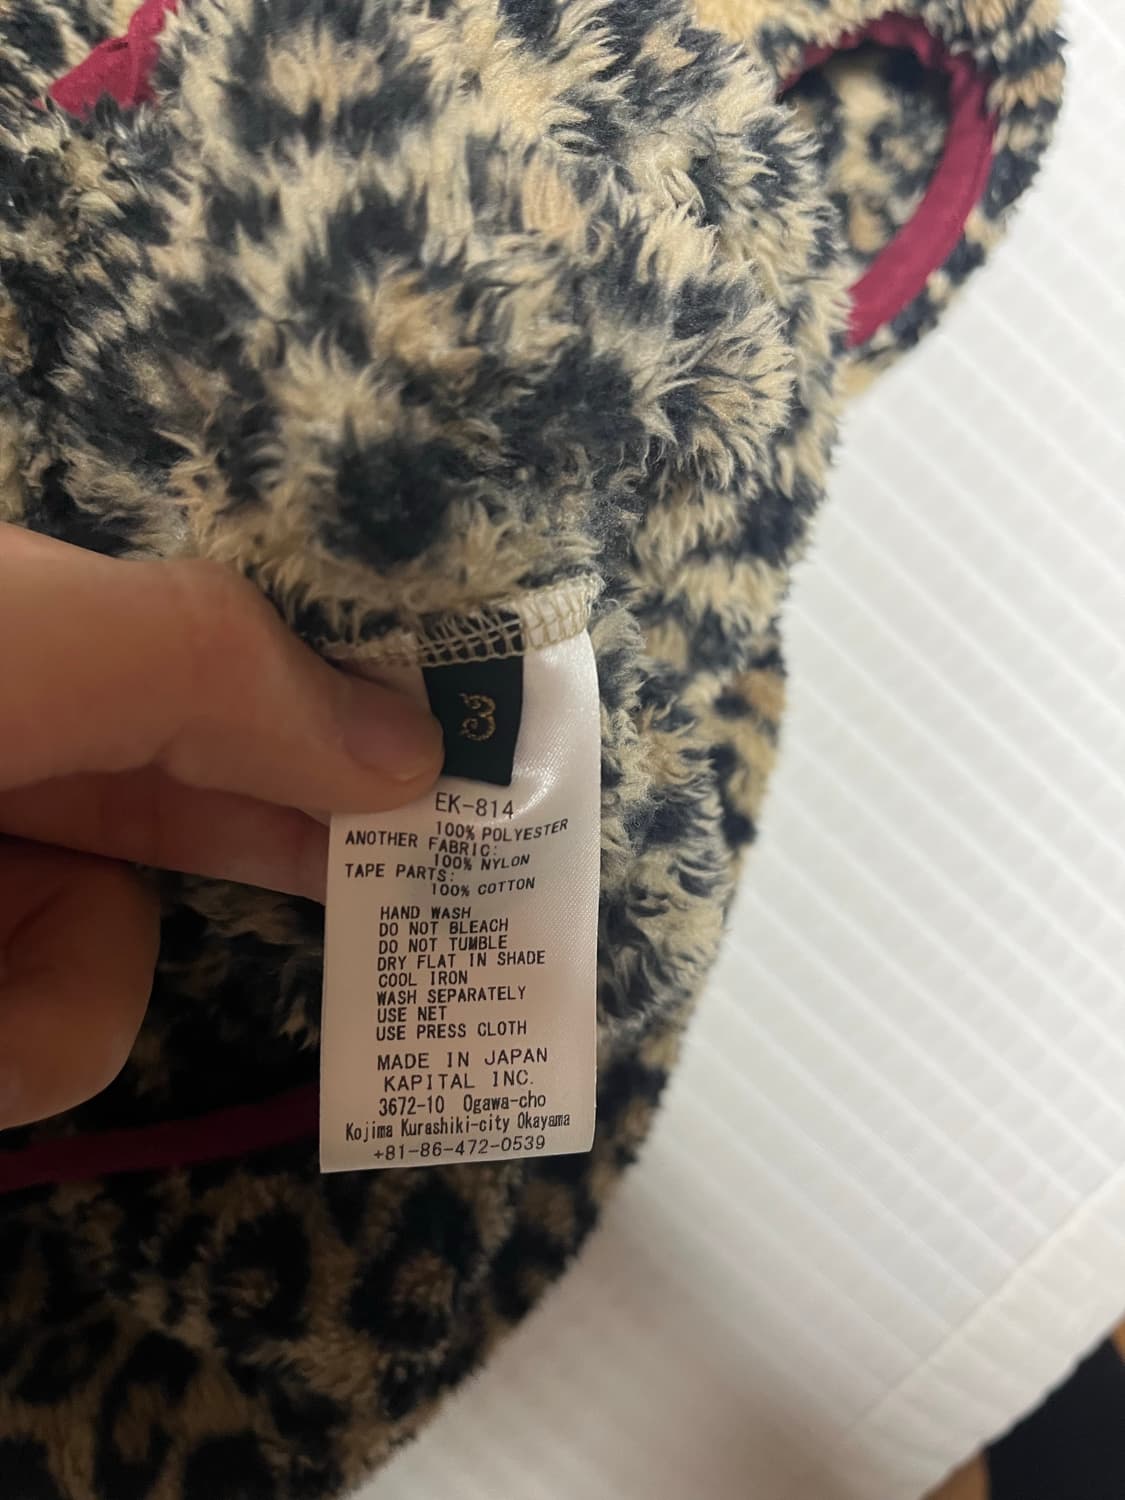 3
EK-814
100% POLYESTER
ANOTHER FABRIC:
100% NYLON
TAPE PARTS:
100% COTTON
HAND WASH
DO NOT BLEACH
DO NOT TUMBLE
DRY FLAT IN SHADE
COOL IRON
WASH SEPARATELY
USE NET
USE PRESS CLOTH
MADE IN JAPAN
KAPITAL INC.
3672-10 Ogawa-cho
Kojima Kurashiki-city Okayama
+81-86-472-0539